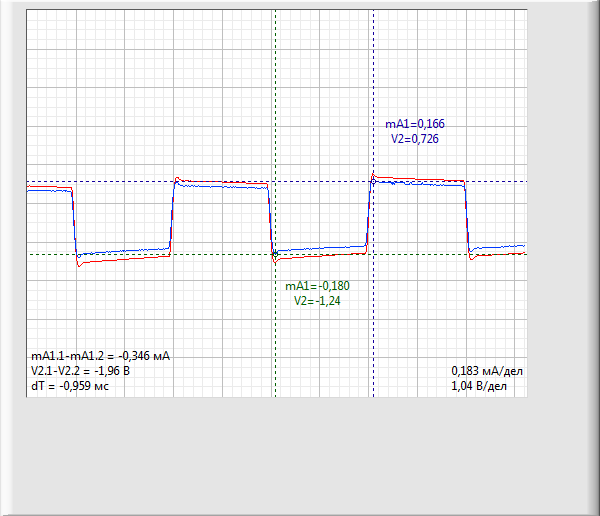 mA1=0,166
V2=0,726
mA1=-0,180
V2=-1,24
mA1.1-mA1.2 = -0,346 мА
V2.1-V2.2 = -1,96 В
dT = -0,959 мс
0,183 мА/дел
1,04 В/дел